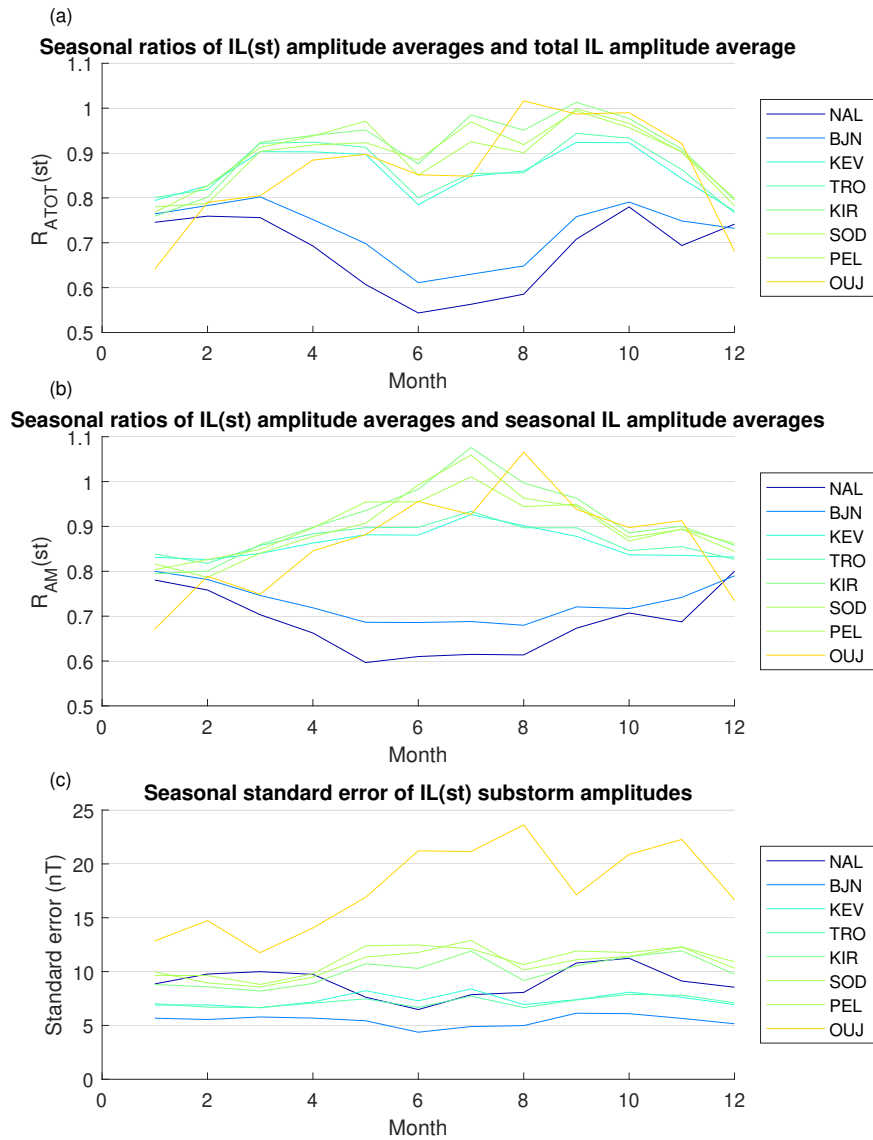 (a)
Seasonal ratios of IL(st) amplitude averages and total IL amplitude average
1.1
1
0.9
0.8
0.7
0.6
0.5
R_ATOT(st)
0 2 4 6 8 10 12
Month
NAL
BJN
KEV
TRO
KIR
SOD
PEL
OUJ
(b)
Seasonal ratios of IL(st) amplitude averages and seasonal IL amplitude averages
1.1
1
0.9
0.8
0.7
0.6
0.5
R_AM(st)
0 2 4 6 8 10 12
Month
NAL
BJN
KEV
TRO
KIR
SOD
PEL
OUJ
(c)
Seasonal standard error of IL(st) substorm amplitudes
25
20
15
10
5
0
Standard error (nT)
0 2 4 6 8 10 12
Month
NAL
BJN
KEV
TRO
KIR
SOD
PEL
OUJ